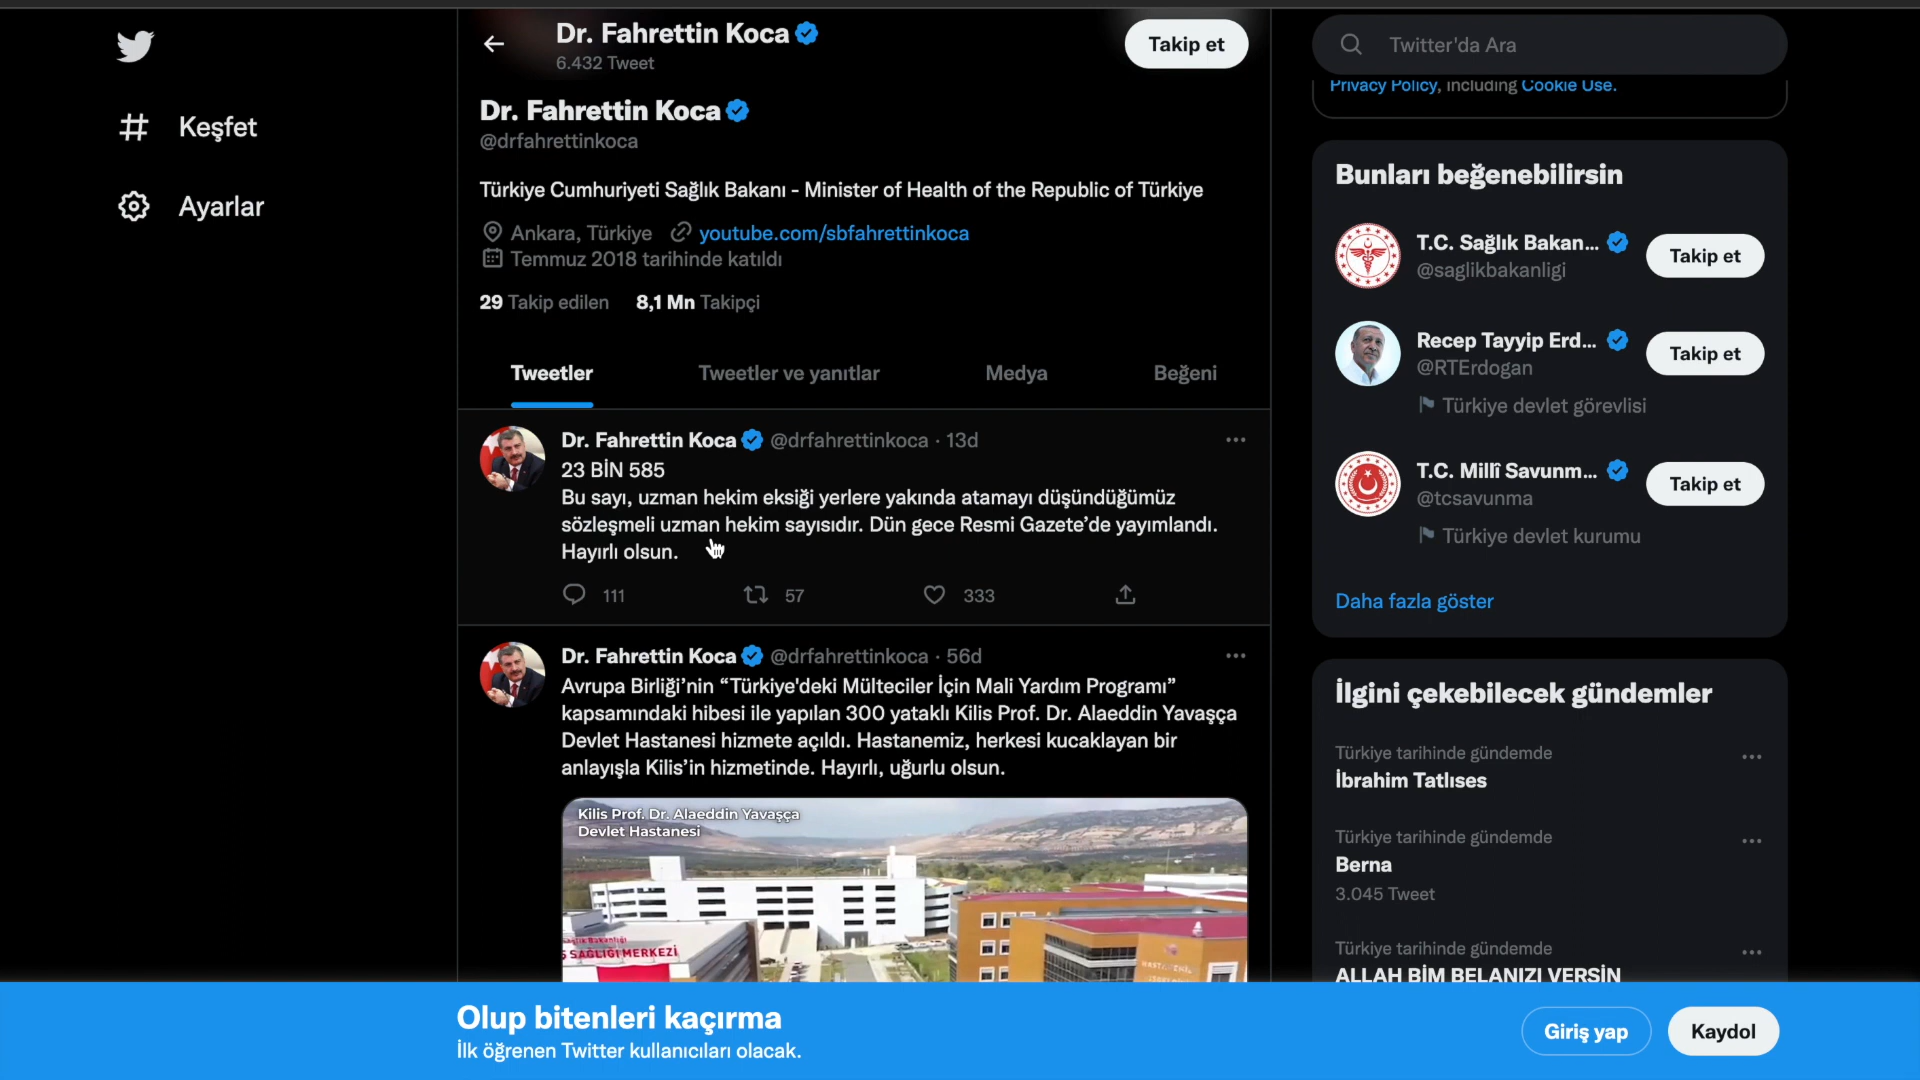 Dr. Fahrettin Koca
6.432 Tweet
Takip et
Twitter'da Ara
Privacy Policy, including Cookie Use.
Keşfet
Ayarlar
Dr. Fahrettin Koca
@drfahrettinkoca
Türkiye Cumhuriyeti Sağlık Bakanı - Minister of Health of the Republic of Türkiye
Ankara, Türkiye youtube.com/sbfahrettinkoca
Temmuz 2018 tarihinde katıldı
29 Takip edilen 8,1 Mn Takipçi
Tweetler Tweetler ve yanıtlar Medya Beğeni
Dr. Fahrettin Koca @drfahrettinkoca · 13d
23 BİN 585
Bu sayı, uzman hekim eksiği yerlere yakında atamayı düşündüğümüz
sözleşmeli uzman hekim sayısıdır. Dün gece Resmi Gazete’de yayımlandı.
Hayırlı olsun.
111 57 333
Dr. Fahrettin Koca @drfahrettinkoca · 56d
Avrupa Birliği’nin “Türkiye'deki Mülteciler İçin Mali Yardım Programı”
kapsamındaki hibesi ile yapılan 300 yataklı Kilis Prof. Dr. Alaeddin Yavaşça
Devlet Hastanesi hizmete açıldı. Hastanemiz, herkesi kucaklayan bir
anlayışla Kilis’in hizmetinde. Hayırlı, uğurlu olsun.
Kilis Prof. Dr. Alaeddin Yavaşça
Devlet Hastanesi
SAĞLIĞI MERKEZİ
Bunları beğenebilirsin
T.C. Sağlık Bakan...
@saglikbakanligi
Takip et
Recep Tayyip Erd...
@RTErdogan
Takip et
Türkiye devlet görevlisi
T.C. Millî Savunm...
@tcsavunma
Takip et
Türkiye devlet kurumu
Daha fazla göster
İlgini çekebilecek gündemler
Türkiye tarihinde gündemde
İbrahim Tatlıses
Türkiye tarihinde gündemde
Berna
3.045 Tweet
Türkiye tarihinde gündemde
ALLAH BİM BELANIZI VERSİN
Olup bitenleri kaçırma
İlk öğrenen Twitter kullanıcıları olacak.
Giriş yap
Kaydol